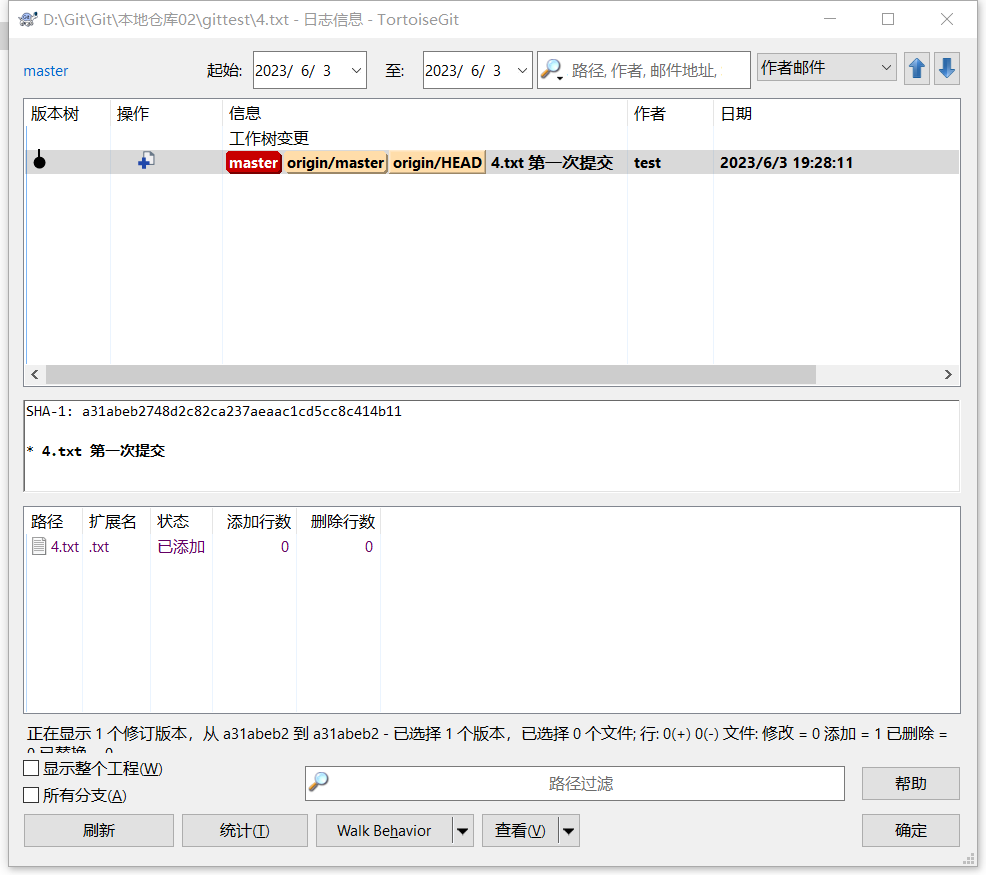 D:\Git\Git\本地仓库02\gittest\4.txt - 日志信息 - TortoiseGit
master 起始: 2023/ 6/ 3 至: 2023/ 6/ 3 路径, 作者, 邮件地址, 作者邮件
版本树 操作 信息 作者 日期
工作树变更
master origin/master origin/HEAD 4.txt 第一次提交 test 2023/6/3 19:28:11
SHA-1: a31abeb2748d2c82ca237aeaac1cd5cc8c414b11
* 4.txt 第一次提交
路径 扩展名 状态 添加行数 删除行数
4.txt .txt 已添加 0 0
正在显示 1 个修订版本，从 a31abeb2 到 a31abeb2 - 已选择 1 个版本，已选择 0 个文件; 行: 0(+) 0(-) 文件: 修改 = 0 添加 = 1 已删除 =
0 已替换 = 0
显示整个工程(W)
路径过滤 帮助
所有分支(A)
刷新 统计(T) Walk Behavior 查看(V) 确定